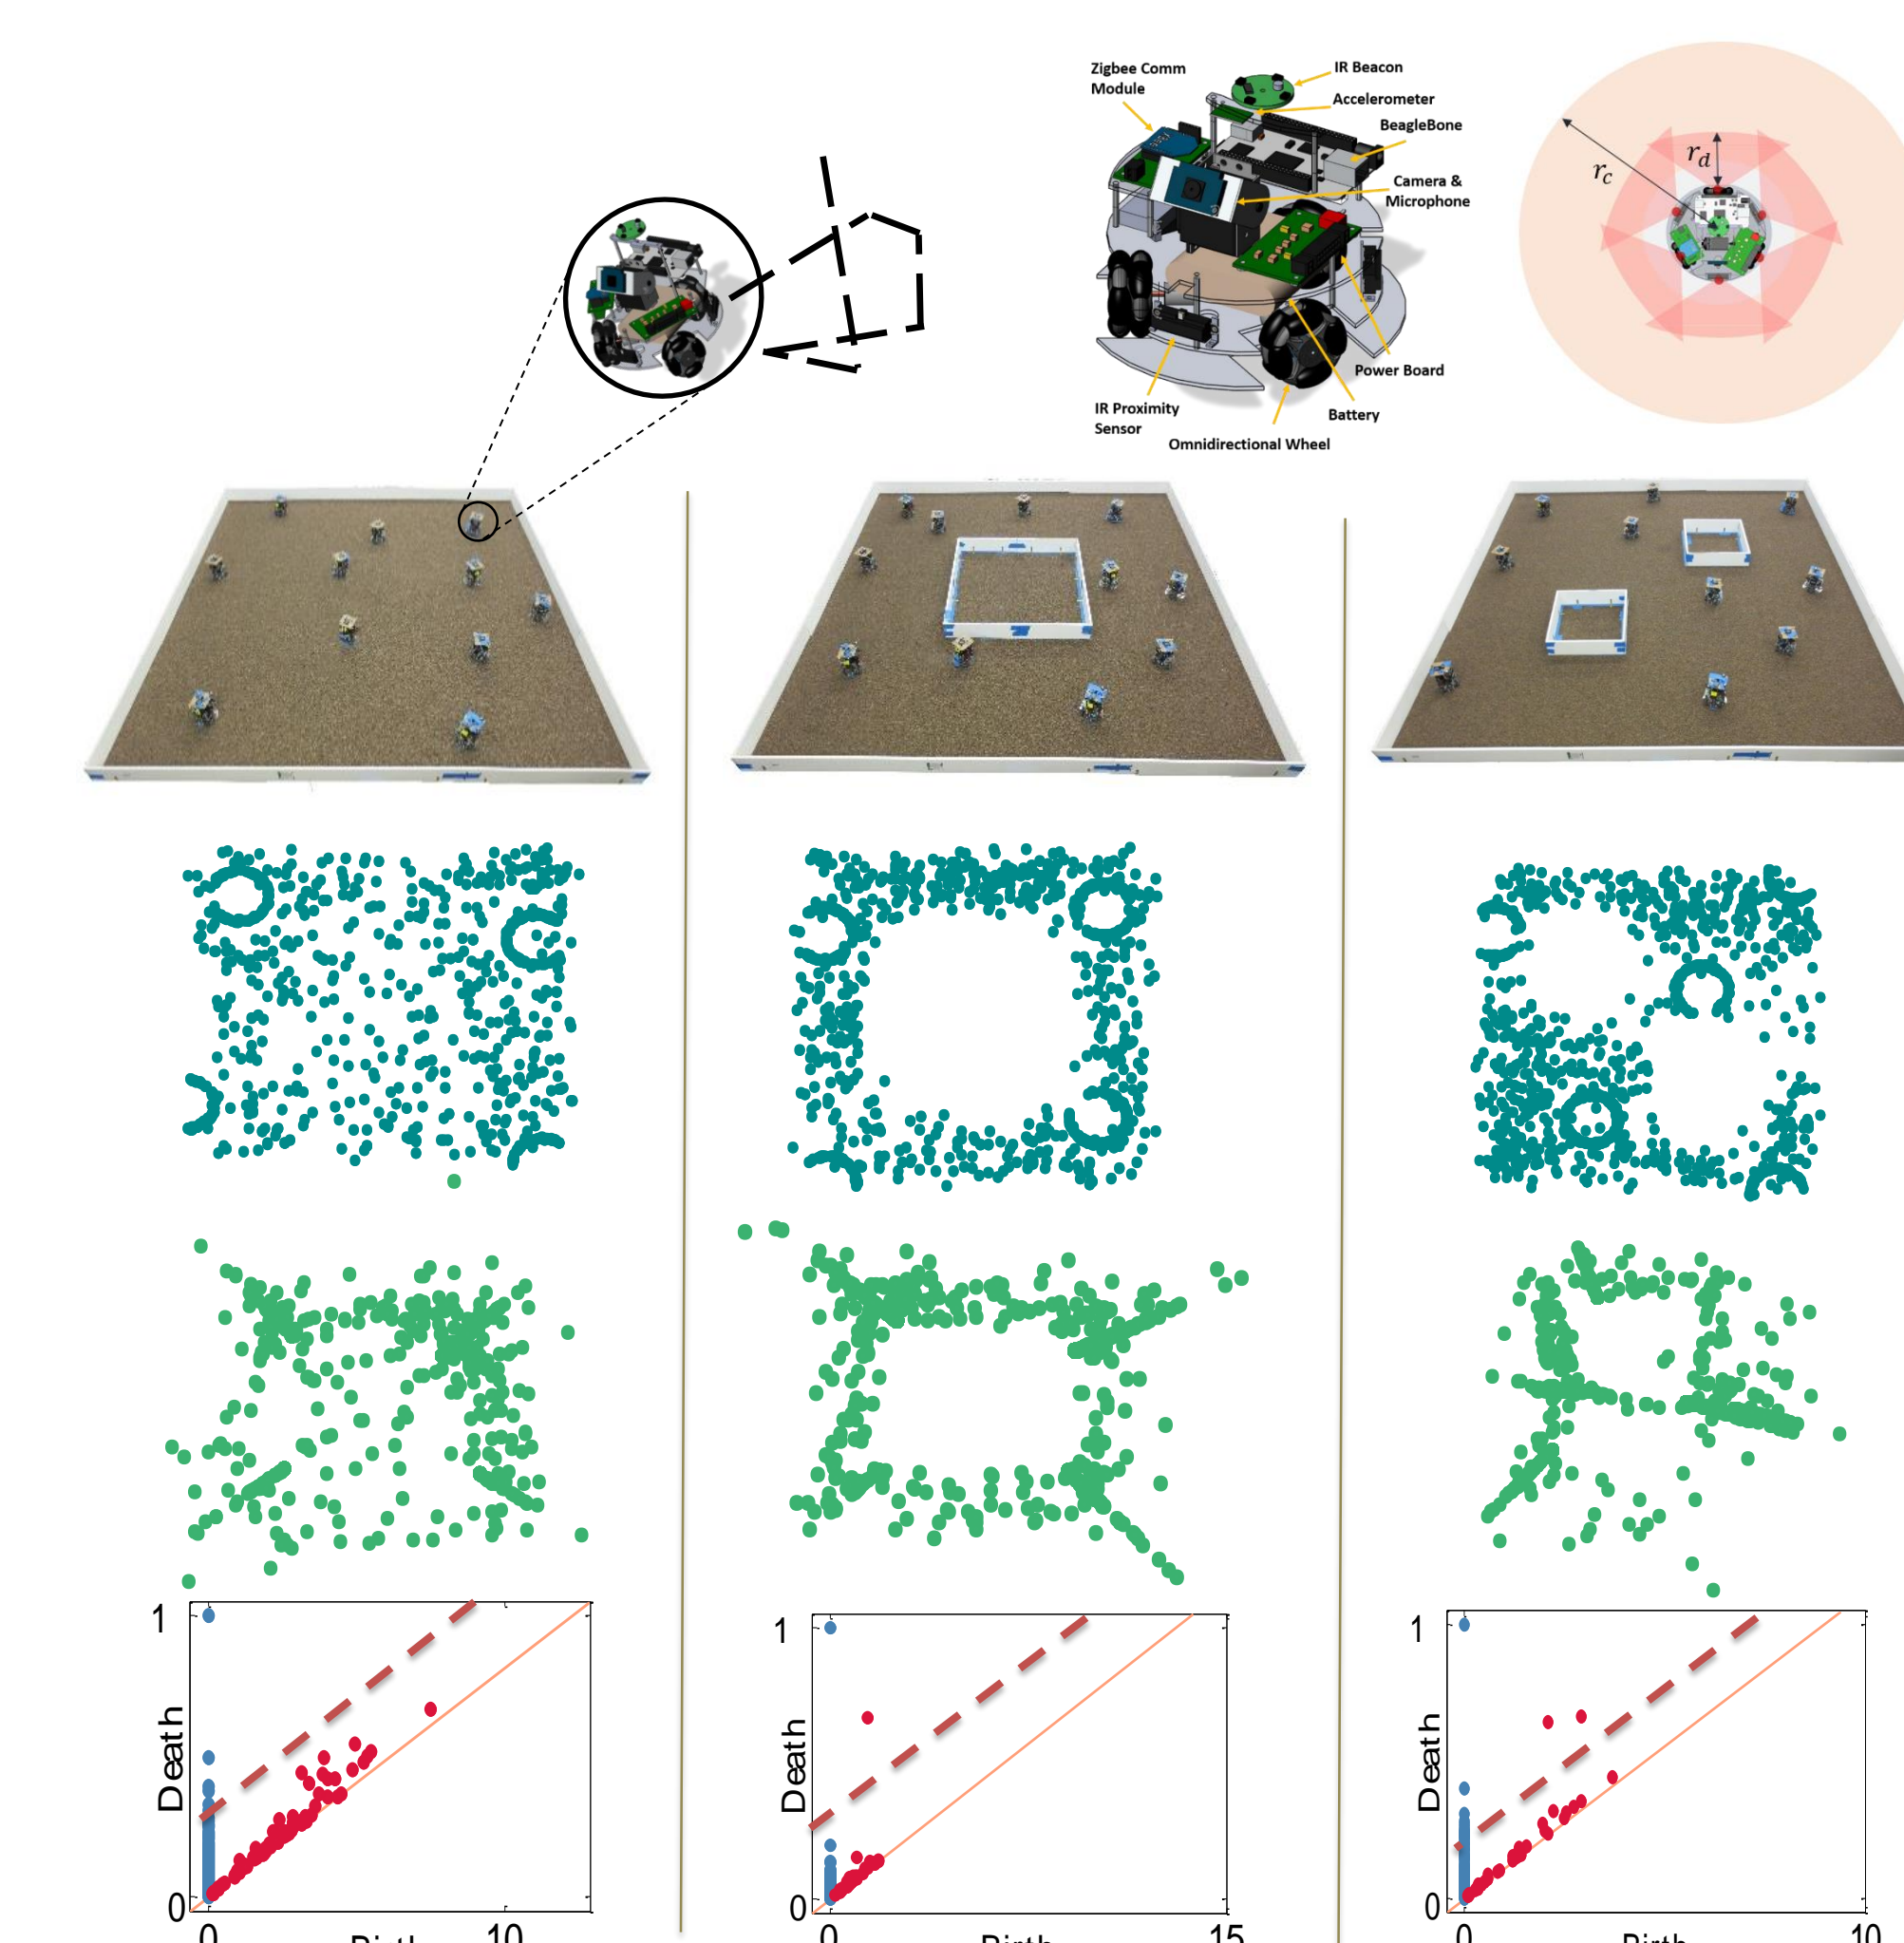 Zigbee Comm
Module
IR Beacon
Accelerometer
BeagleBone
Camera &
Microphone
Power Board
Battery
Omnidirectional Wheel
IR Proximity
Sensor
r_c
r_d
1
Death
0
0
10
1
Death
0
0
15
1
Death
0
0
10